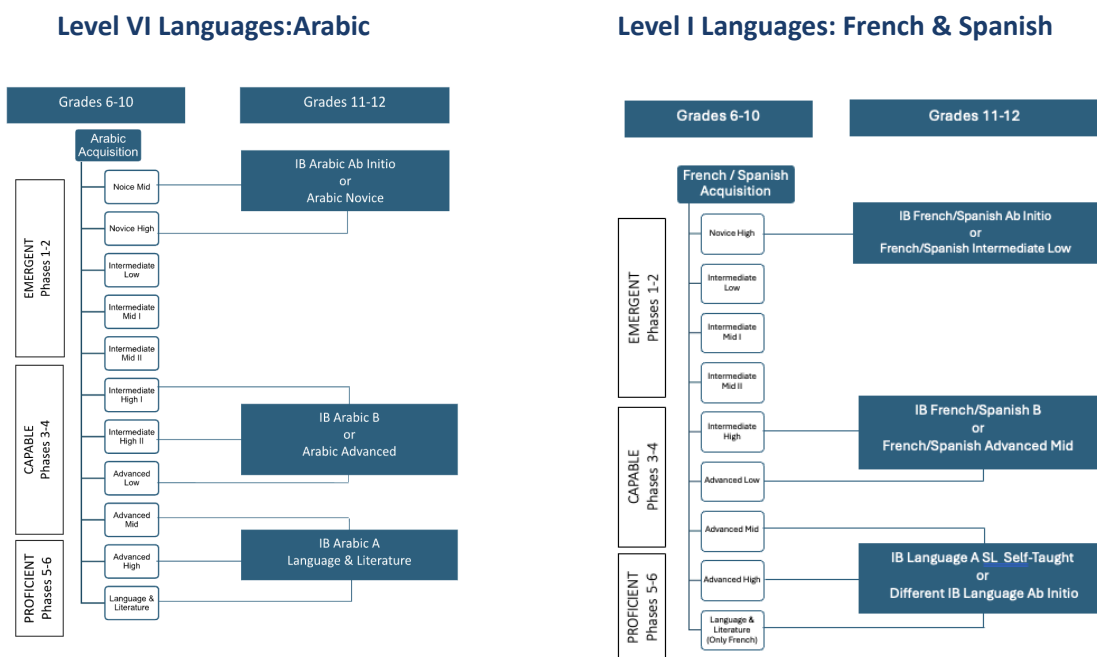 Level VI Languages:Arabic
Grades 6-10
Grades 11-12
Arabic
Acquisition
IB Arabic Ab Initio
or
Arabic Novice
EMERGENT
Phases 1-2
Noice Mid
Novice High
Intermediate
Low
Intermediate
Mid I
Intermediate
Mid II
CAPABLE
Phases 3-4
Intermediate
High I
Intermediate
High II
Advanced
Low
Advanced
Mid
IB Arabic B
or
Arabic Advanced
PROFICIENT
Phases 5-6
Advanced
High
Language &
Literature
IB Arabic A
Language & Literature
Level I Languages: French & Spanish
Grades 6-10
Grades 11-12
French / Spanish
Acquisition
IB French/Spanish Ab Initio
or
French/Spanish Intermediate Low
EMERGENT
Phases 1-2
Novice High
Intermediate
Low
Intermediate
Mid I
Intermediate
Mid II
CAPABLE
Phases 3-4
Intermediate
High
Advanced Low
Advanced Mid
IB French/Spanish B
or
French/Spanish Advanced Mid
PROFICIENT
Phases 5-6
Advanced High
Language &
Literature
(Only French)
IB Language A SL Self-Taught
or
Different IB Language Ab Initio